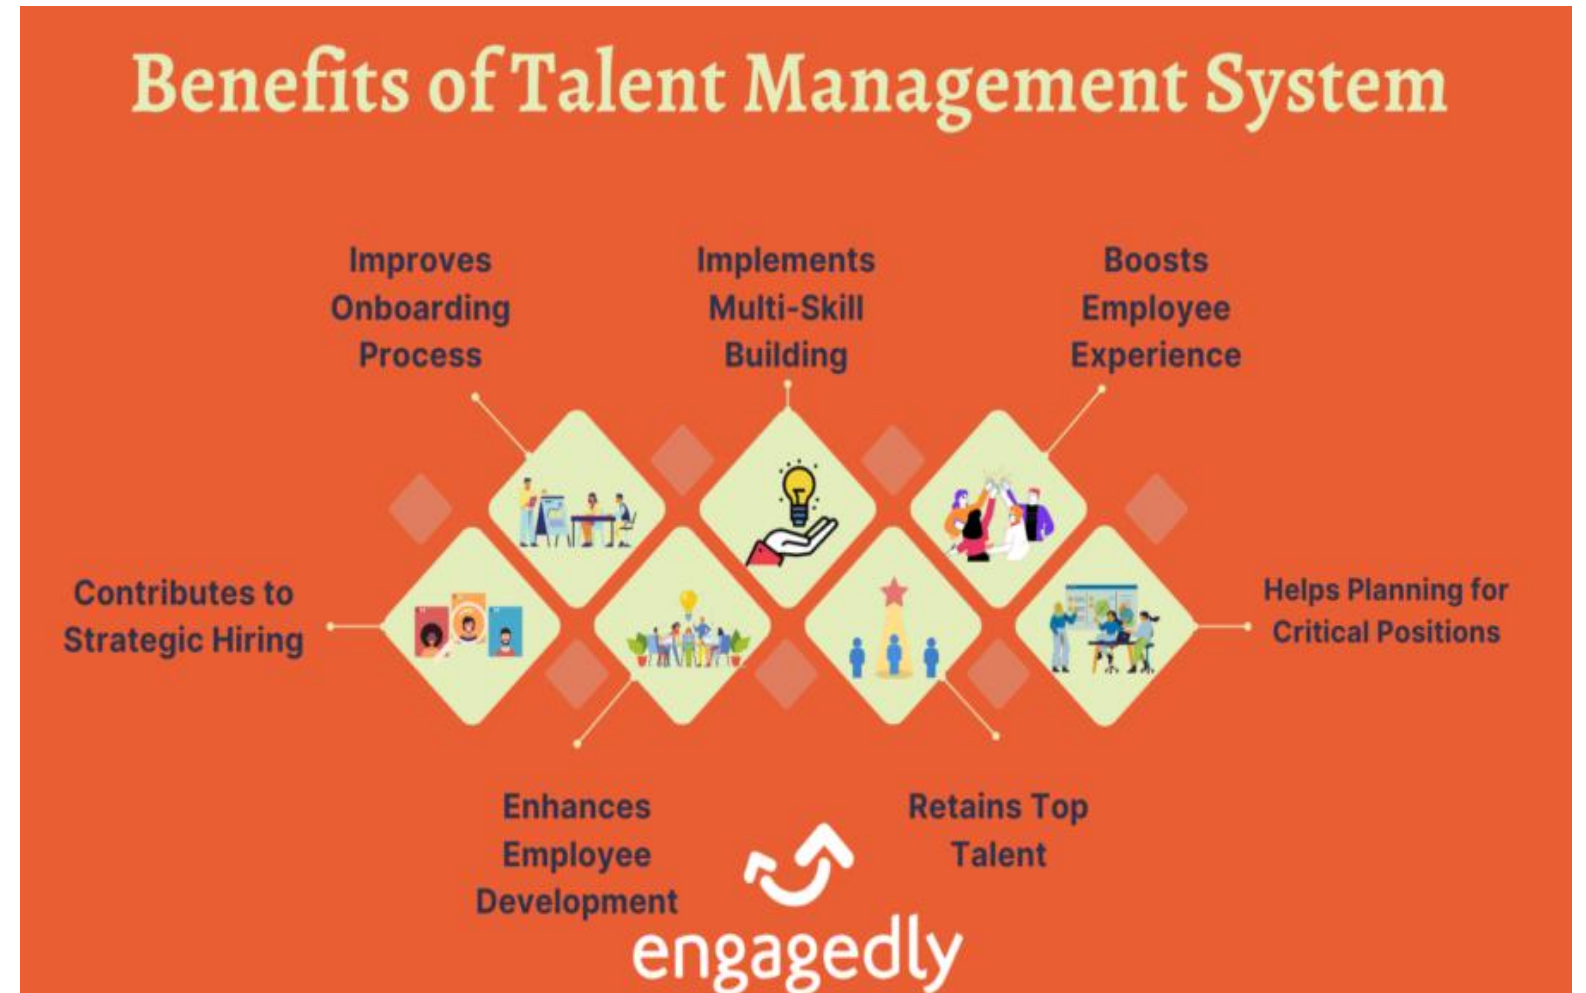 Benefits of Talent Management System
Improves
Onboarding
Process
Implements
Multi-Skill
Building
Boosts
Employee
Experience
Contributes to
Strategic Hiring
Helps Planning for
Critical Positions
Enhances
Employee
Development
Retains Top
Talent
engagedly